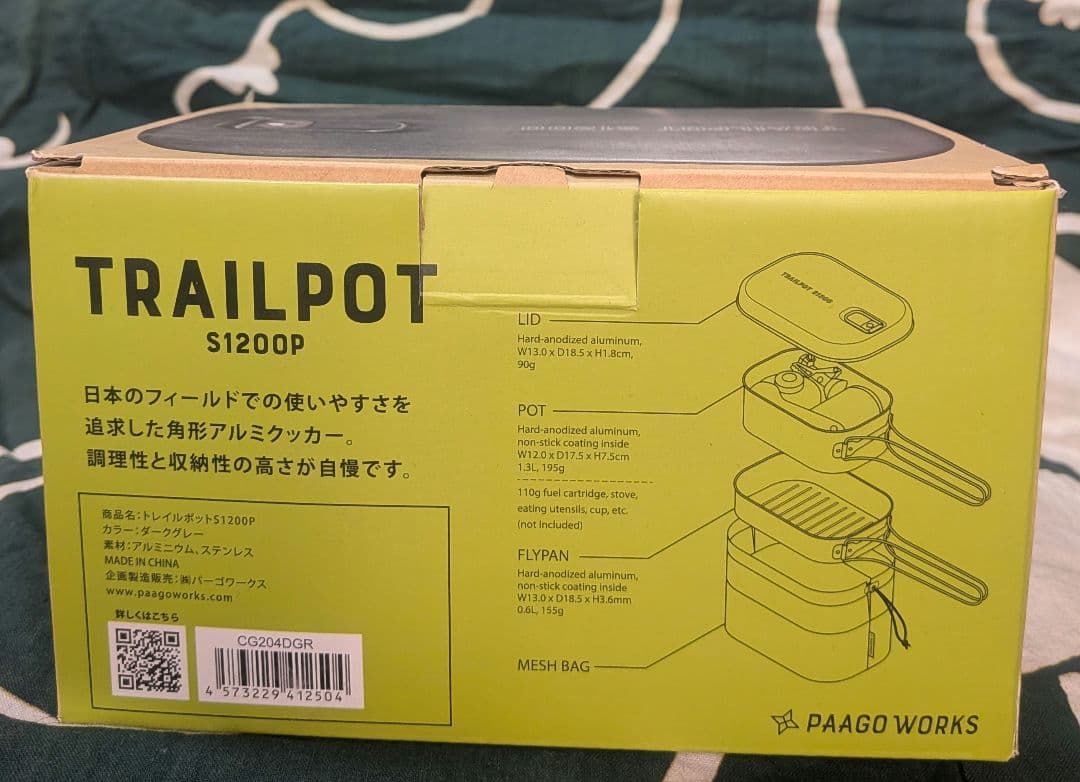 TRAILPOT
S1200P
日本のフィールドでの使いやすさを
追求した角形アルミクッカー。
調理性と収納性の高さが自慢です。
商品名:トレイルポットS1200P
カラー:ダークグレー
素材:アルミニウム、ステンレス
MADE IN CHINA
企画製造販売:㈱パーゴワークス
www.paagoworks.com
詳しくはこちら
CG204DGR
4 573229 412504
LID
Hard-anodized aluminum,
W13.0 x D18.5 x H1.8cm,
90g
POT
Hard-anodized aluminum,
non-stick coating inside
W12.0 x D17.5 x H7.5cm
1.3L, 195g
110g fuel cartridge, stove,
eating utensils, cup, etc.
(not included)
FLYPAN
Hard-anodized aluminum,
non-stick coating inside
W13.0 x D18.5 x H3.6mm
0.6L, 155g
MESH BAG
TRAILPOT S1200
PAAGO WORKS